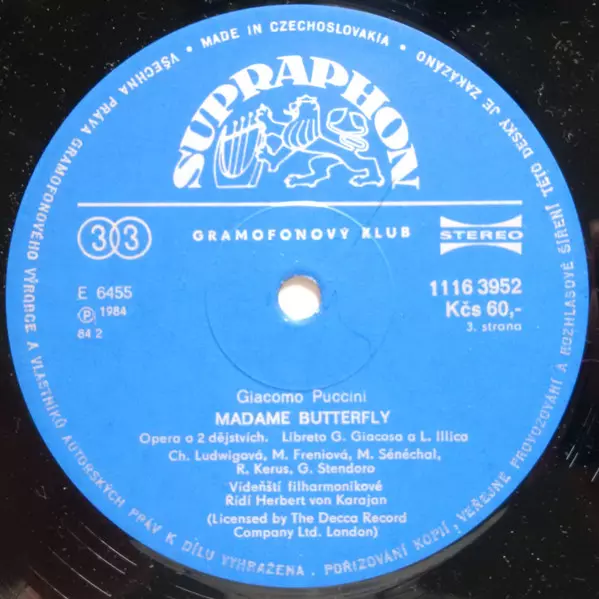 VŠECHNA PRÁVA GRAMOFONOVÉHO VÝROBCE A VLASTNÍKŮ AUTORSKÝCH PRÁV K DÍLU VYHRAŽENA . POŘIZOVÁNÍ KOPIÍ, VEŘEJNÉ PROVOZOVÁNÍ A ROZHLASOVÉ ŠÍŘENÍ TÉTO DESKY JE ZAKÁZÁNO
• MADE IN CZECHOSLOVAKIA •
SUPRAPHON
33
GRAMOFONOVÝ KLUB
STEREO
E 6455
Ⓟ 1984
84 2
1116 3952
Kčs 60,-
3. strana
Giacomo Puccini
MADAME BUTTERFLY
Opera o 2 dějstvích. Libreto G. Giacosa a L. Illica
Ch. Ludwigová, M. Freniová, M. Sénéchal,
R. Kerus, G. Stendoro
Vídeňští filharmonikové
Řídí Herbert von Karajan
(Licensed by The Decca Record
Company Ltd. London)